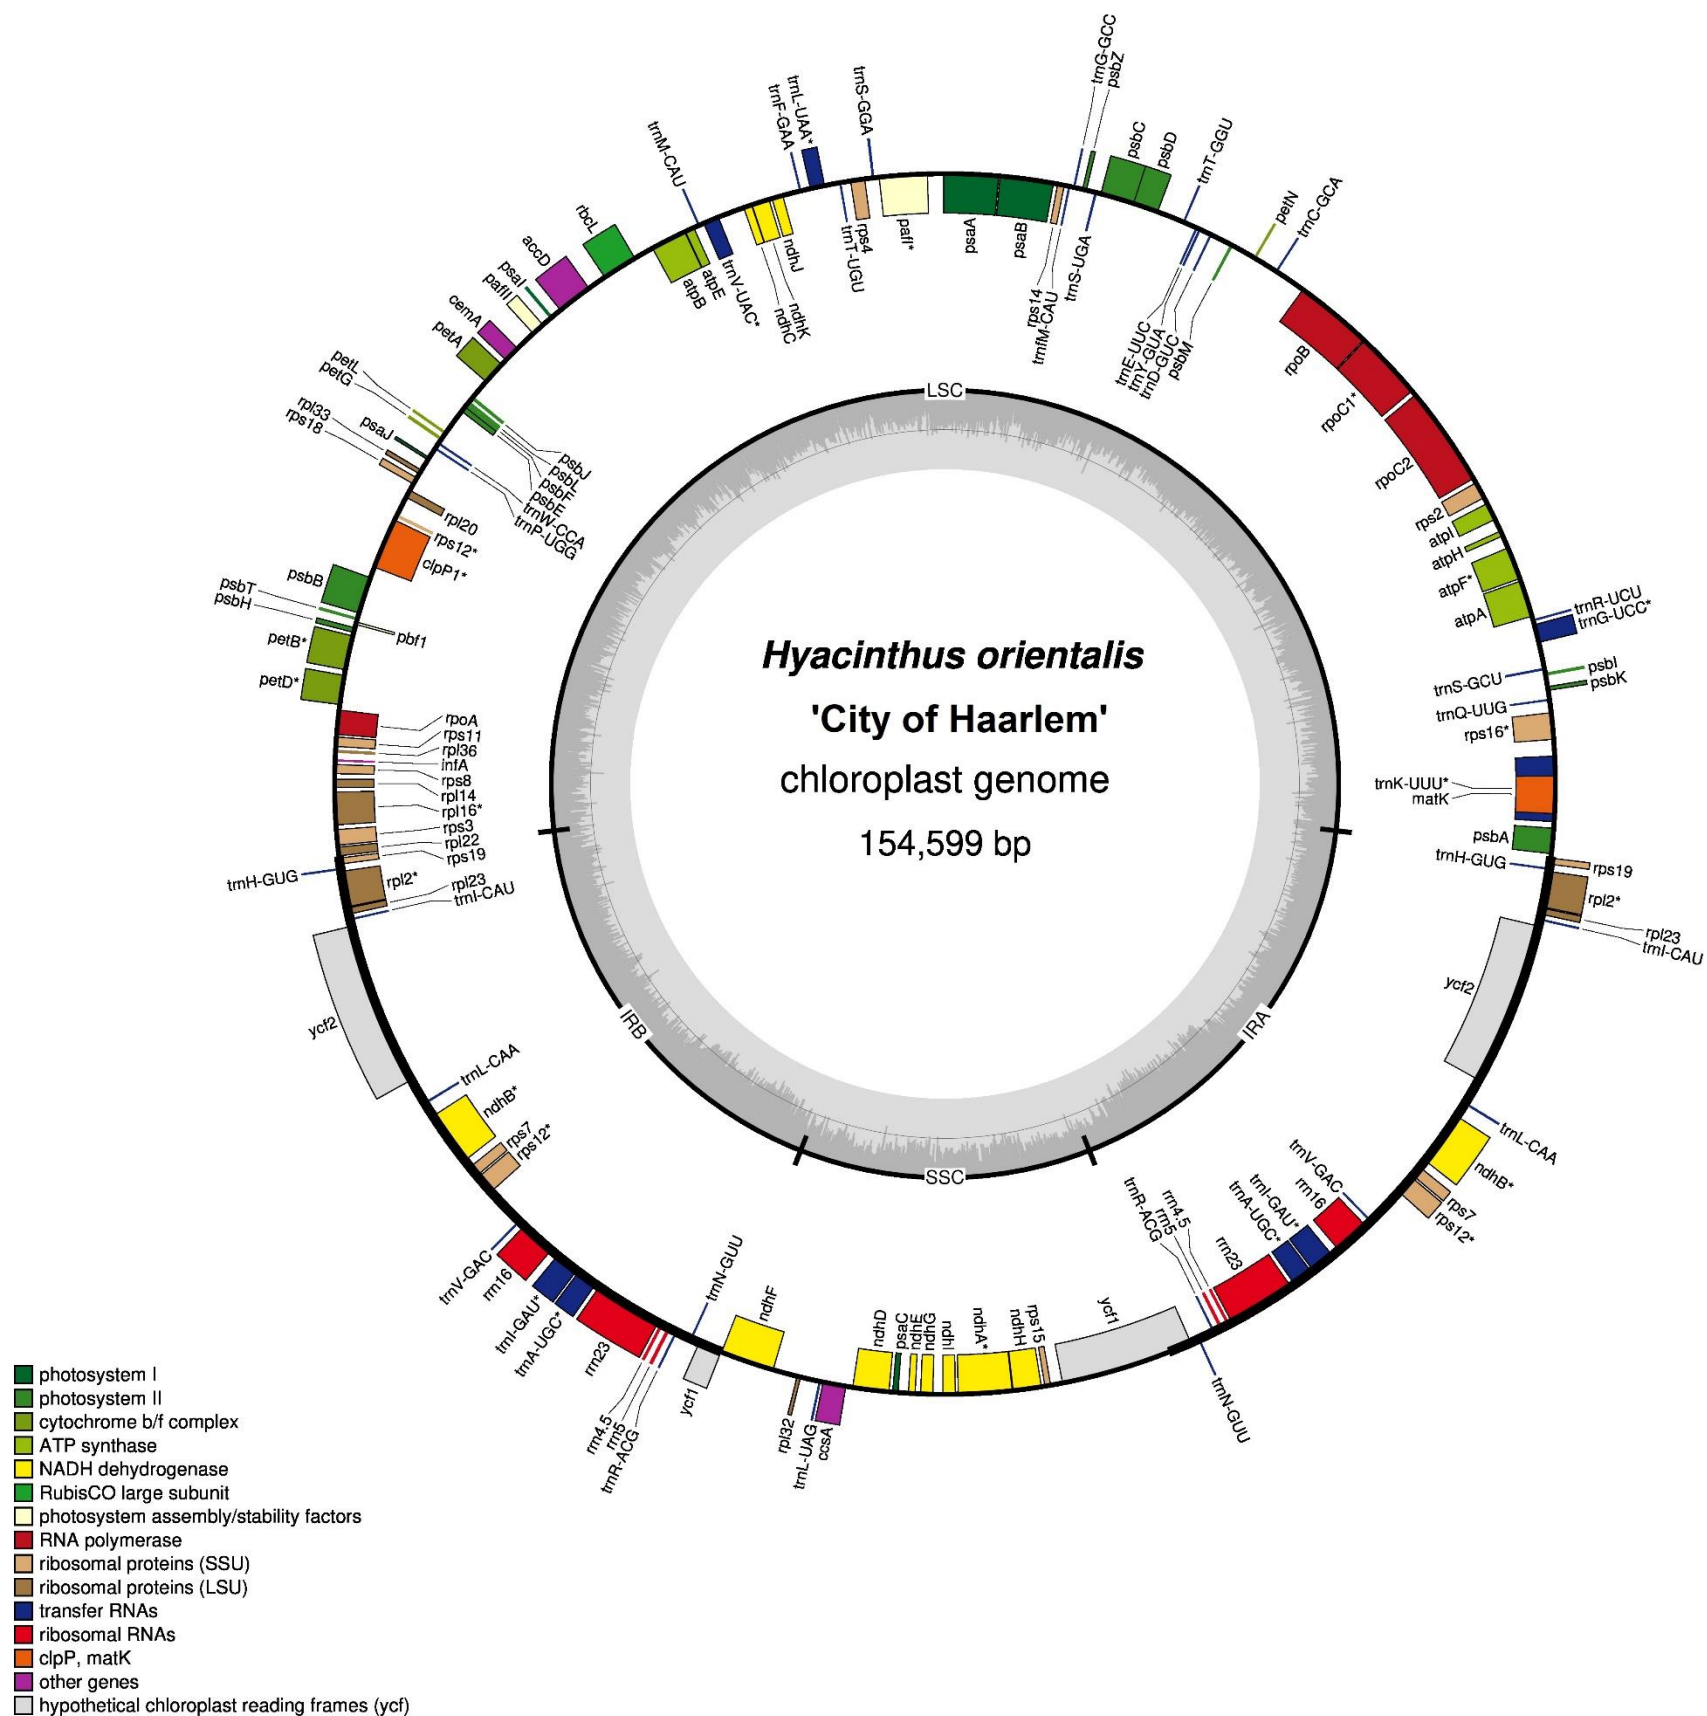 Hyacinthus orientalis
'City of Haarlem'
chloroplast genome
154,599 bp
LSC
IRA
SSC
IRB
trnL-UAA*
trnF-GAA
trnS-GGA
trnG-GCC
psbZ
psbC
psbD
trnT-GGU
petN
trnC-GCA
trnM-CAU
rbcL
accD
psaI
pafII
cemA
petA
petL
petG
rpl33
rps18
psaJ
psbB
psbT
psbH
petB*
petD*
atpB
atpE
trnV-UAC*
ndhC
ndhK
ndhJ
trnT-UGU
rps4
pafI*
psaA
psaB
rps14
trnfM-CAU
trnS-UGA
trnE-UUC
trnY-GUA
trnD-GUC
psbM
rpoB
rpoC1*
rpoC2
rps2
atpI
atpH
atpF*
atpA
trnR-UCU
trnG-UCC*
trnS-GCU
psbI
psbK
trnQ-UUG
rps16*
trnK-UUU*
matK
psbA
trnH-GUG
rps19
rpl2*
rpl23
trnI-CAU
ycf2
trnL-CAA
ndhB*
rps7
rps12*
trnV-GAC
rrn16
trnI-GAU*
trnA-UGC*
rrn23
rrn4.5
rrn5
trnR-ACG
trnN-GUU
ycf1
rps15
ndhH
ndhA*
ndhI
ndhG
ndhE
psaC
ndhD
ccsA
trnL-UAG
rpl32
ndhF
ycf1
trnN-GUU
trnR-ACG
rrn5
rrn4.5
rrn23
trnA-UGC*
trnI-GAU*
rrn16
trnV-GAC
rps12*
rps7
ndhB*
trnL-CAA
ycf2
trnI-CAU
rpl23
rpl2*
trnH-GUG
rps19
rpl22
rps3
rpl16*
rpl14
rps8
infA
rpl36
rps11
rpoA
pbf1
clpP1*
rps12*
rpl20
trnP-UGG
trnW-CCA
psbE
psbF
psbL
psbJ
photosystem I
photosystem II
cytochrome b/f complex
ATP synthase
NADH dehydrogenase
RubisCO large subunit
photosystem assembly/stability factors
RNA polymerase
ribosomal proteins (SSU)
ribosomal proteins (LSU)
transfer RNAs
ribosomal RNAs
clpP, matK
other genes
hypothetical chloroplast reading frames (ycf)